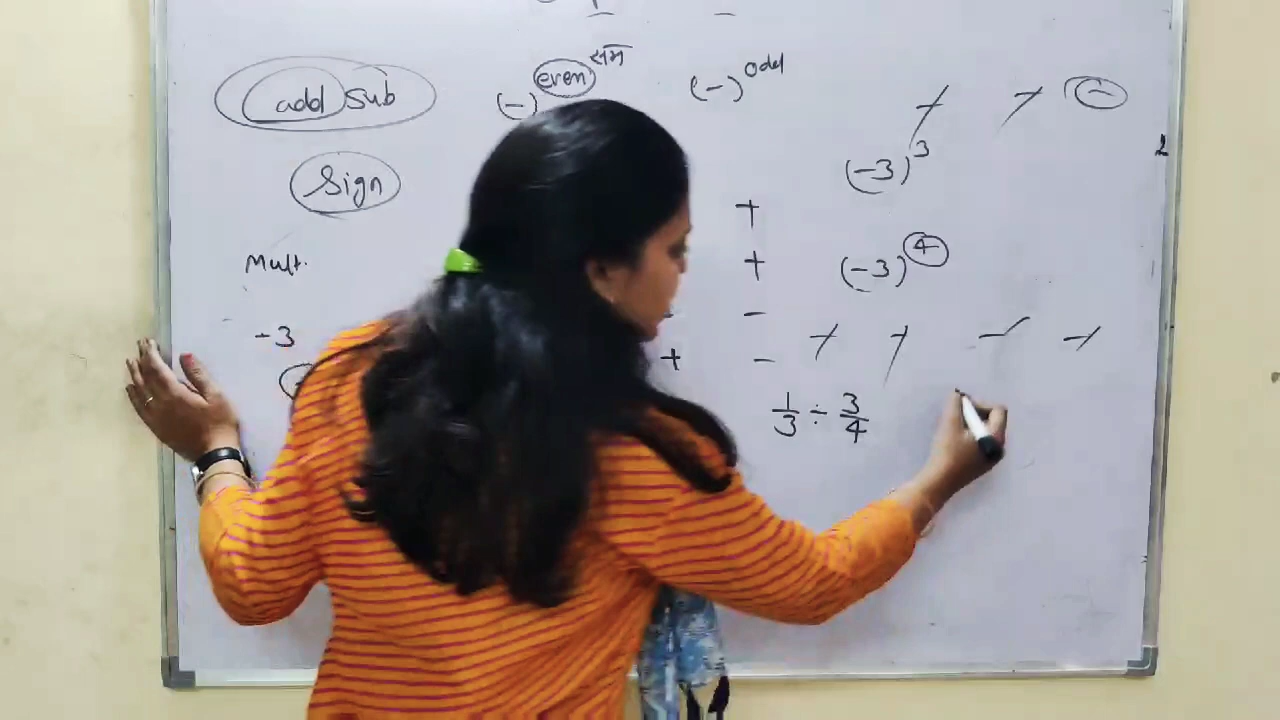 add sub
(-)^even सम
(-)^odd
Sign
Mult.
-3
(-3)^3
(-3)^4
+
+
-
+ -
1/3 ÷ 3/4